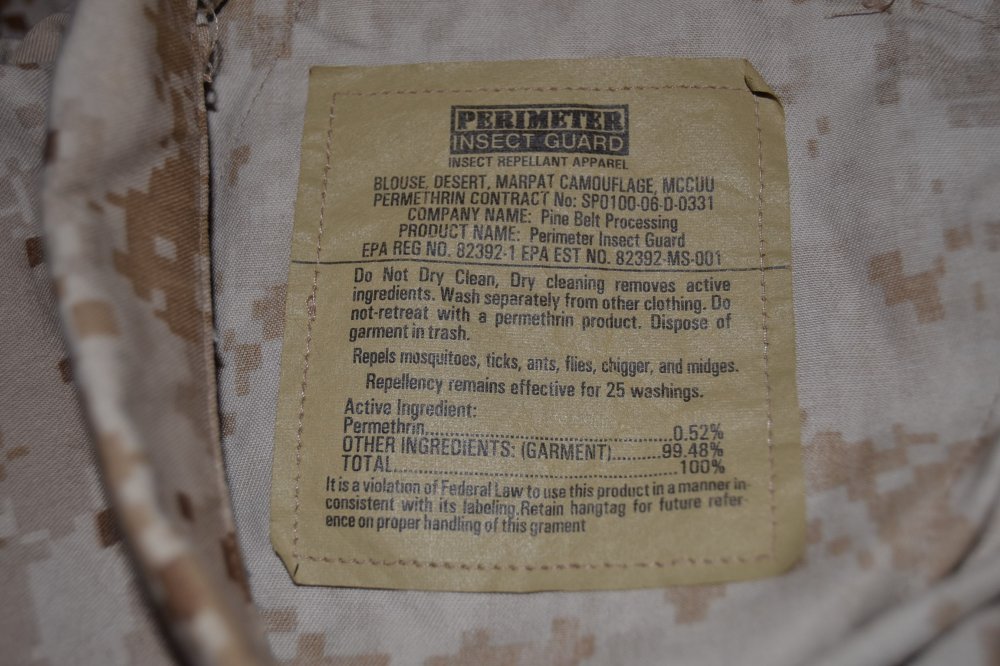 PERIMETER
INSECT GUARD
INSECT REPELLANT APPAREL
BLOUSE, DESERT, MARPAT CAMOUFLAGE, MCCUU
PERMETHRIN CONTRACT No: SP0100-06-D-0331
COMPANY NAME: Pine Belt Processing
PRODUCT NAME: Perimeter Insect Guard
EPA REG NO. 82392-1 EPA EST NO. 82392-MS-001
Do Not Dry Clean, Dry cleaning removes active
ingredients. Wash separately from other clothing. Do
not-retreat with a permethrin product. Dispose of
garment in trash.
Repels mosquitoes, ticks, ants, flies, chigger, and midges.
Repellency remains effective for 25 washings.
Active Ingredient:
Permethrin..........................................0.52%
OTHER INGREDIENTS: (GARMENT)..........99.48%
TOTAL................................................100%
It is a violation of Federal Law to use this product in a manner in-
consistent with its labeling.Retain hangtag for future refer-
ence on proper handling of this grament